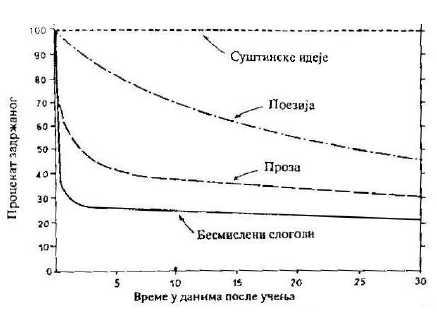 Проценат задржаног
100
90
80
70
60
50
40
30
20
10
0
Суштинске идеје
Поезија
Проза
Бесмислени слогови
5
10
15
20
25
30
Време у данима после учења